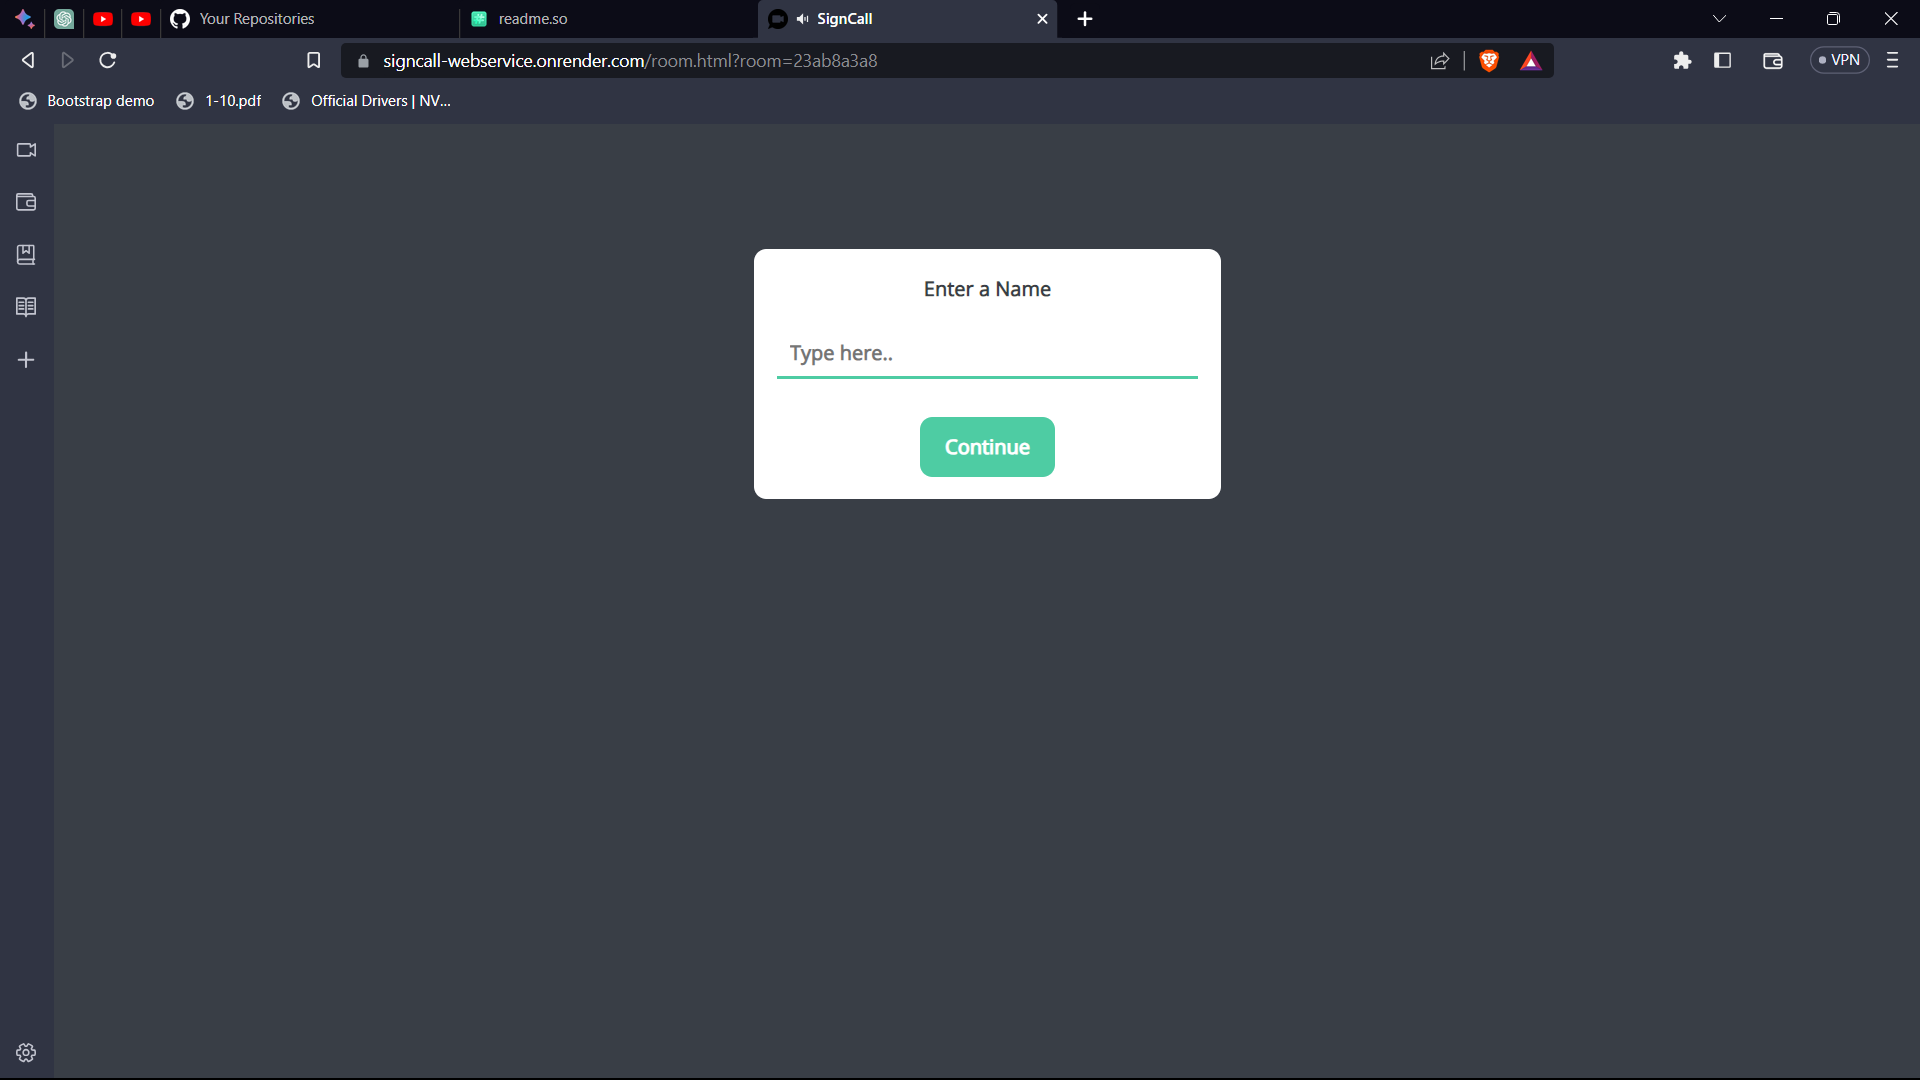 Your Repositories
readme.so
SignCall
signcall-webservice.onrender.com/room.html?room=23ab8a3a8
VPN
Bootstrap demo
1-10.pdf
Official Drivers | NV...
Enter a Name
Type here..
Continue